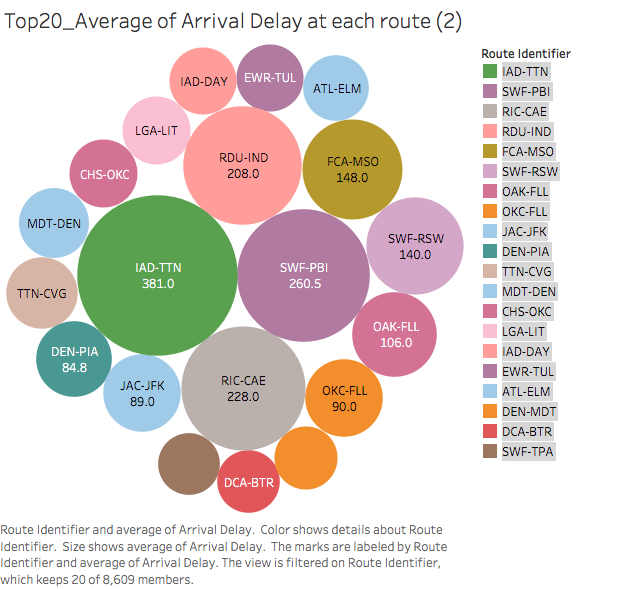 Top20_Average of Arrival Delay at each route (2)
IAD-DAY
EWR-TUL
ATL-ELM
LGA-LIT
RDU-IND
208.0
FCA-MSO
148.0
CHS-OKC
MDT-DEN
SWF-RSW
140.0
IAD-TTN
381.0
SWF-PBI
260.5
TTN-CVG
OAK-FLL
106.0
DEN-PIA
84.8
JAC-JFK
89.0
RIC-CAE
228.0
OKC-FLL
90.0
DCA-BTR
Route Identifier
IAD-TTN
SWF-PBI
RIC-CAE
RDU-IND
FCA-MSO
SWF-RSW
OAK-FLL
OKC-FLL
JAC-JFK
DEN-PIA
TTN-CVG
MDT-DEN
CHS-OKC
LGA-LIT
IAD-DAY
EWR-TUL
ATL-ELM
DEN-MDT
DCA-BTR
SWF-TPA
Route Identifier and average of Arrival Delay.  Color shows details about Route
Identifier.  Size shows average of Arrival Delay.  The marks are labeled by Route
Identifier and average of Arrival Delay. The view is filtered on Route Identifier,
which keeps 20 of 8,609 members.